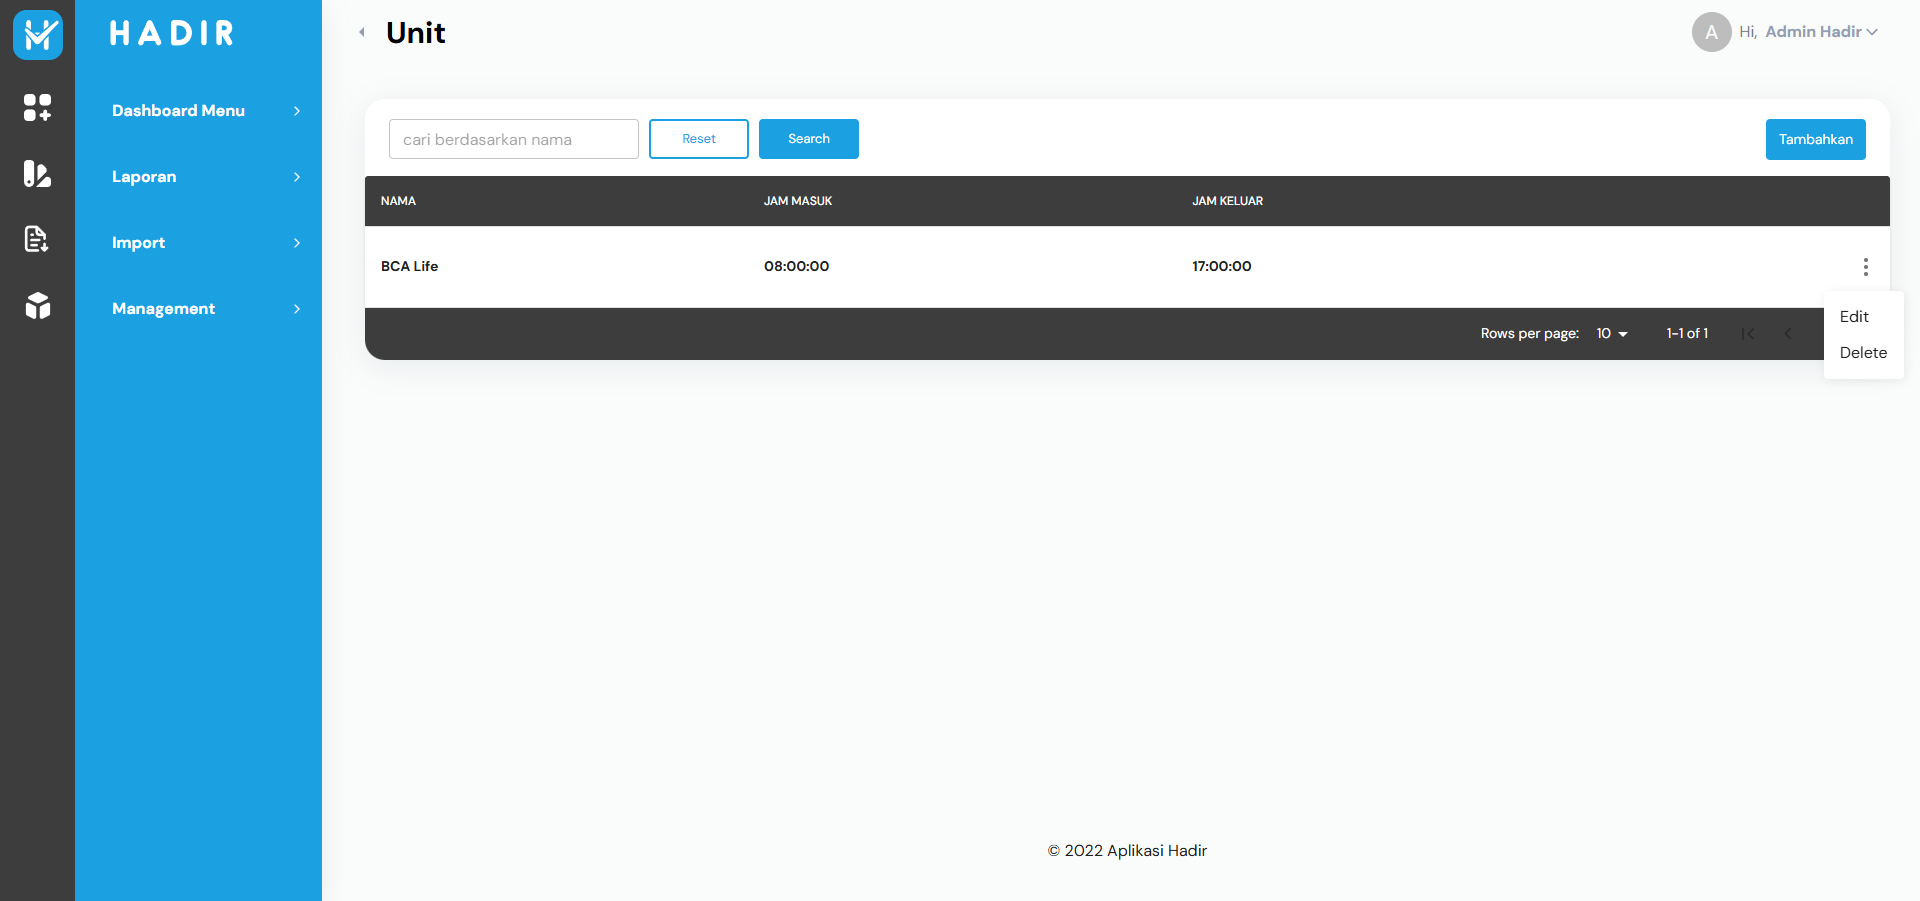 HADIR
Unit
A Hi, Admin Hadir
Dashboard Menu
Laporan
Import
Management
cari berdasarkan nama Reset Search Tambahkan
NAMA JAM MASUK JAM KELUAR
BCA Life 08:00:00 17:00:00
Edit
Delete
Rows per page: 10 1-1 of 1
© 2022 Aplikasi Hadir